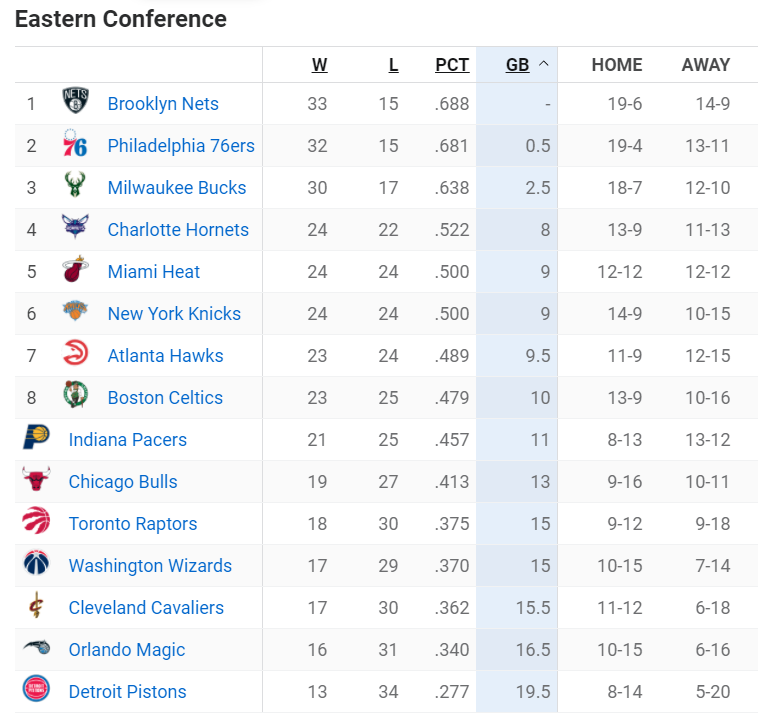 Eastern Conference
W L PCT GB HOME AWAY
1 NETS B Brooklyn Nets 33 15 .688 - 19-6 14-9
2 76 Philadelphia 76ers 32 15 .681 0.5 19-4 13-11
3 Milwaukee Bucks 30 17 .638 2.5 18-7 12-10
4 Charlotte Hornets 24 22 .522 8 13-9 11-13
5 Miami Heat 24 24 .500 9 12-12 12-12
6 New York Knicks 24 24 .500 9 14-9 10-15
7 Atlanta Hawks 23 24 .489 9.5 11-9 12-15
8 Boston Celtics 23 25 .479 10 13-9 10-16
Indiana Pacers 21 25 .457 11 8-13 13-12
Chicago Bulls 19 27 .413 13 9-16 10-11
Toronto Raptors 18 30 .375 15 9-12 9-18
Washington Wizards 17 29 .370 15 10-15 7-14
Cleveland Cavaliers 17 30 .362 15.5 11-12 6-18
Orlando Magic 16 31 .340 16.5 10-15 6-16
Detroit Pistons 13 34 .277 19.5 8-14 5-20